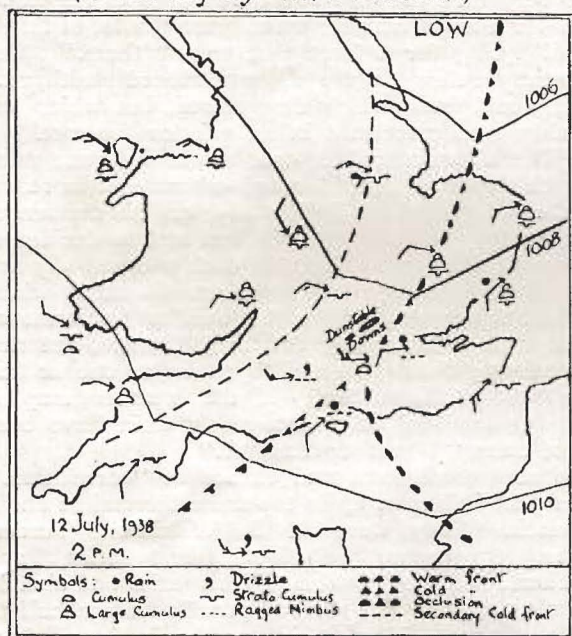 LOW
1006
1008
Dunstable
Downs
1010
12 July, 1938
2 P.M.
Symbols: Rain
Drizzle
Warm front
Cumulus
Strato Cumulus
Cold "
Large Cumulus
Ragged Nimbus
Occlusion
Secondary Cold front